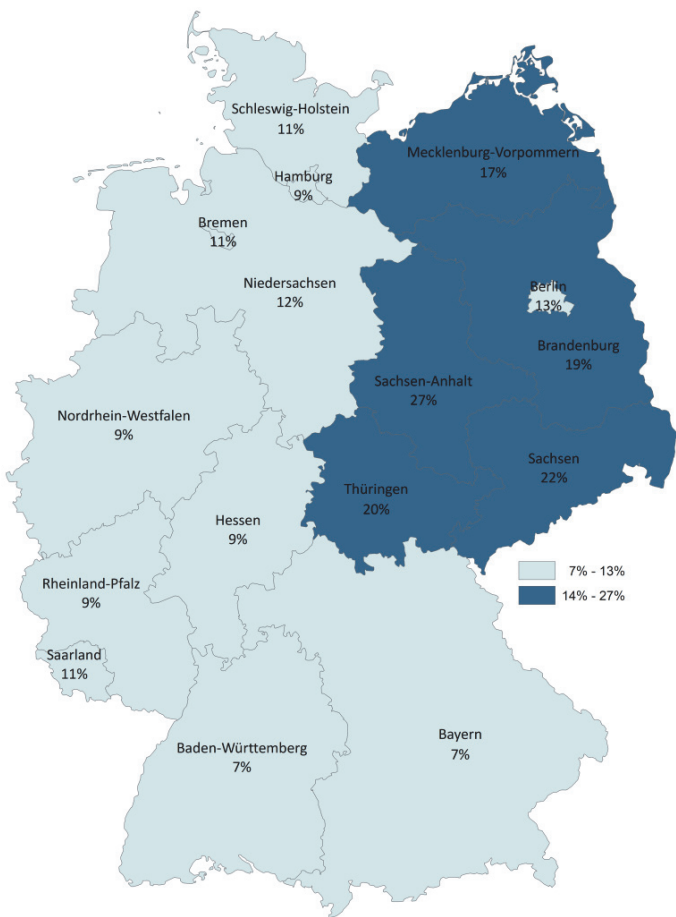 Schleswig-Holstein
11%
Mecklenburg-Vorpommern
17%
Hamburg
9%
Bremen
11%
Niedersachsen
12%
Berlin
13%
Brandenburg
19%
Sachsen-Anhalt
27%
Nordrhein-Westfalen
9%
Sachsen
22%
Thüringen
20%
Hessen
9%
7% - 13%
14% - 27%
Rheinland-Pfalz
9%
Saarland
11%
Baden-Württemberg
7%
Bayern
7%